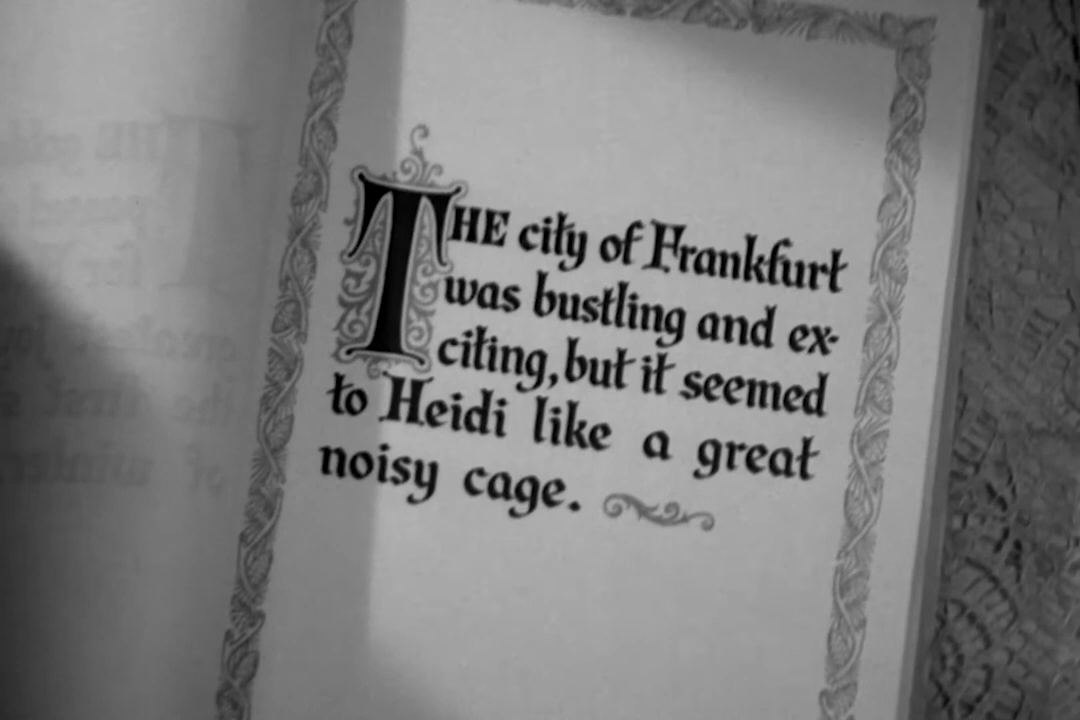 THE city of Frankfurt
was bustling and ex-
citing, but it seemed
to Heidi like a great
noisy cage.